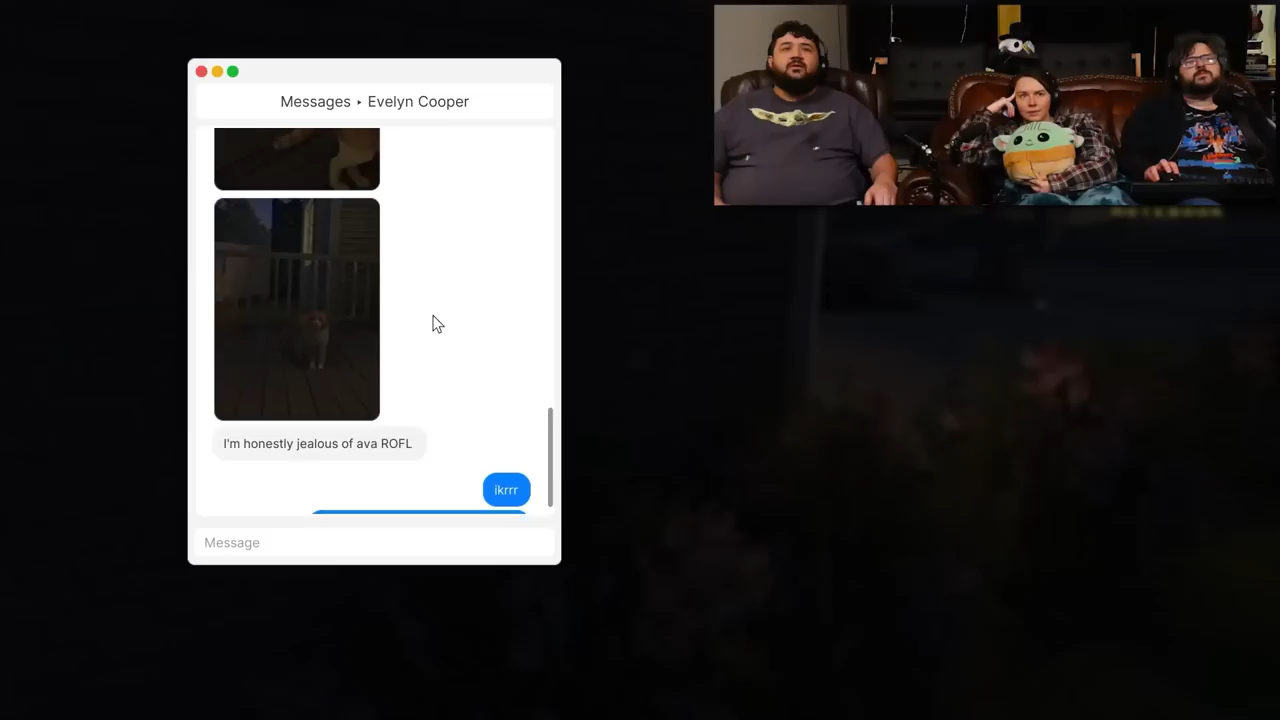 Messages ▸ Evelyn Cooper
I'm honestly jealous of ava ROFL
ikrrr
Message